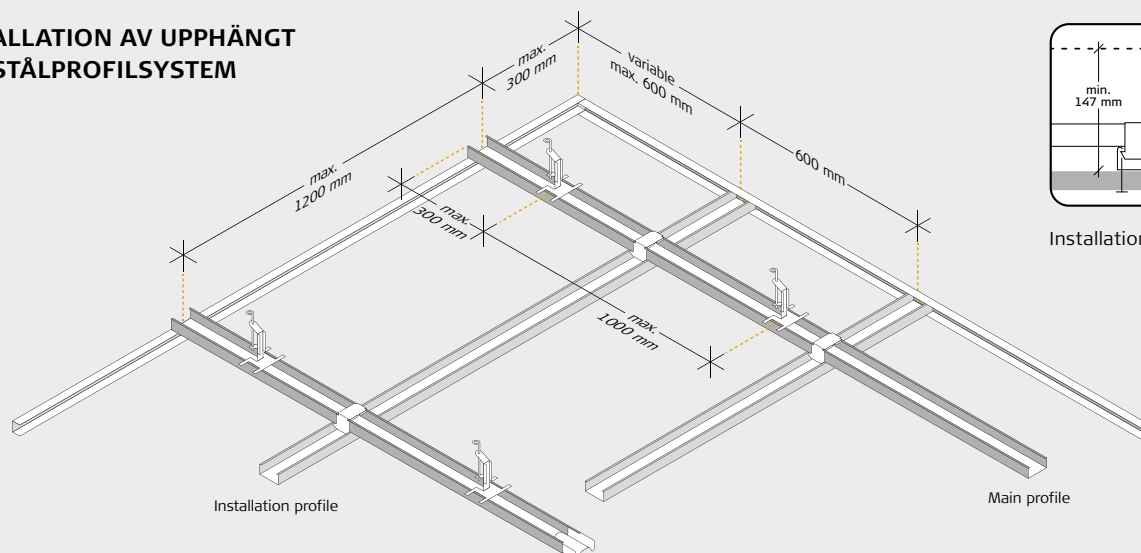 ALLATION AV UPPHÄNGT
STÅLPROFILSYSTEM
max.
300 mm
variable
max. 600 mm
600 mm
max.
1200 mm
max.
300 mm
max.
1000 mm
min.
147 mm
Installation
Installation profile
Main profile